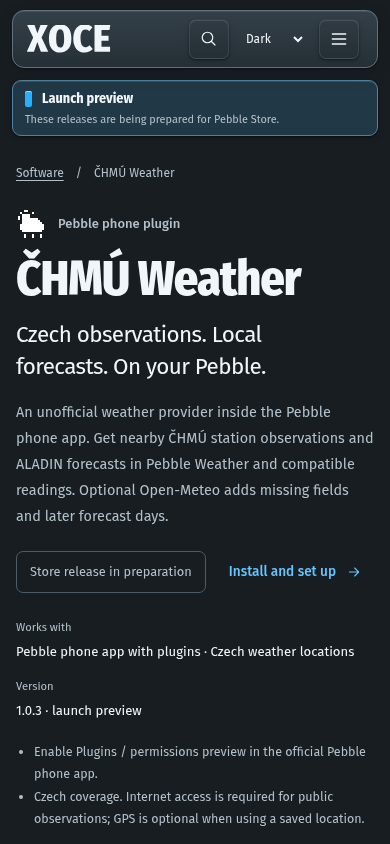 XOCE
Dark
Launch preview
These releases are being prepared for Pebble Store.
Software / ČHMÚ Weather
Pebble phone plugin
ČHMÚ Weather
Czech observations. Local
forecasts. On your Pebble.
An unofficial weather provider inside the Pebble
phone app. Get nearby ČHMÚ station observations and
ALADIN forecasts in Pebble Weather and compatible
readings. Optional Open-Meteo adds missing fields
and later forecast days.
Store release in preparation
Install and set up →
Works with
Pebble phone app with plugins · Czech weather locations
Version
1.0.3 · launch preview
• Enable Plugins / permissions preview in the official Pebble
phone app.
• Czech coverage. Internet access is required for public
observations; GPS is optional when using a saved location.